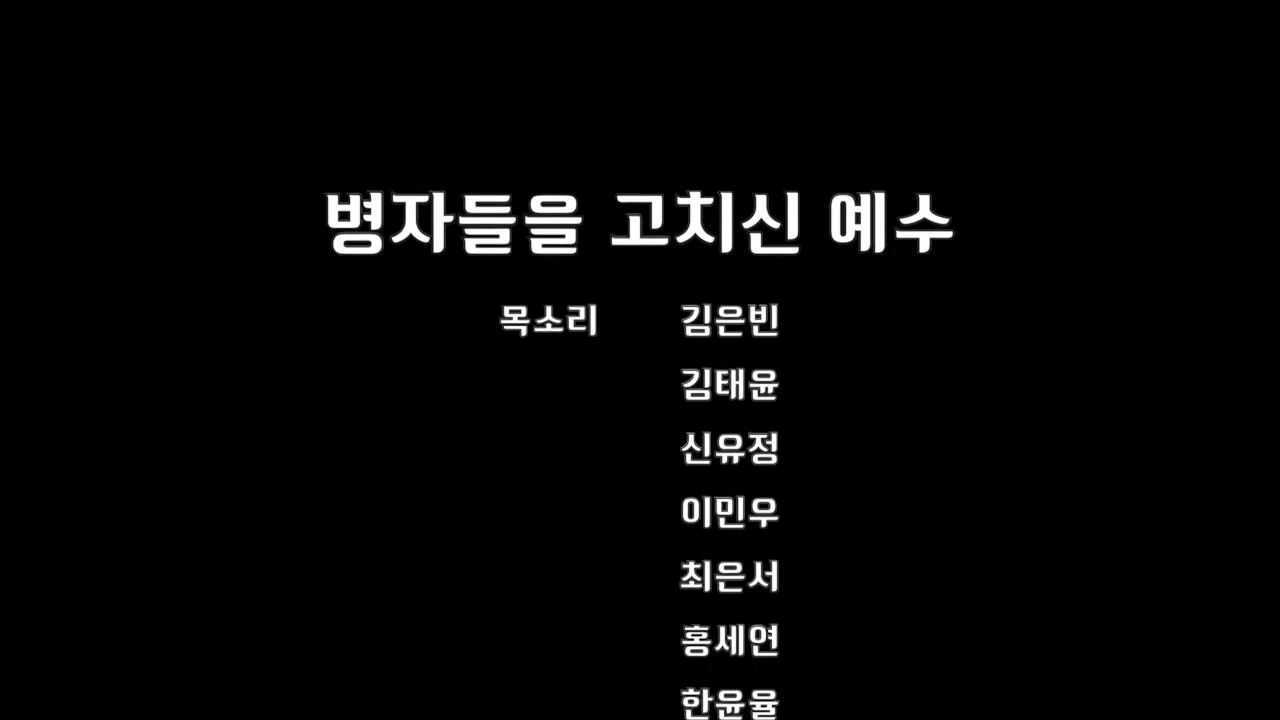 병자들을 고치신 예수
목소리 김은빈
김태윤
신유정
이민우
최은서
홍세연
한윤율